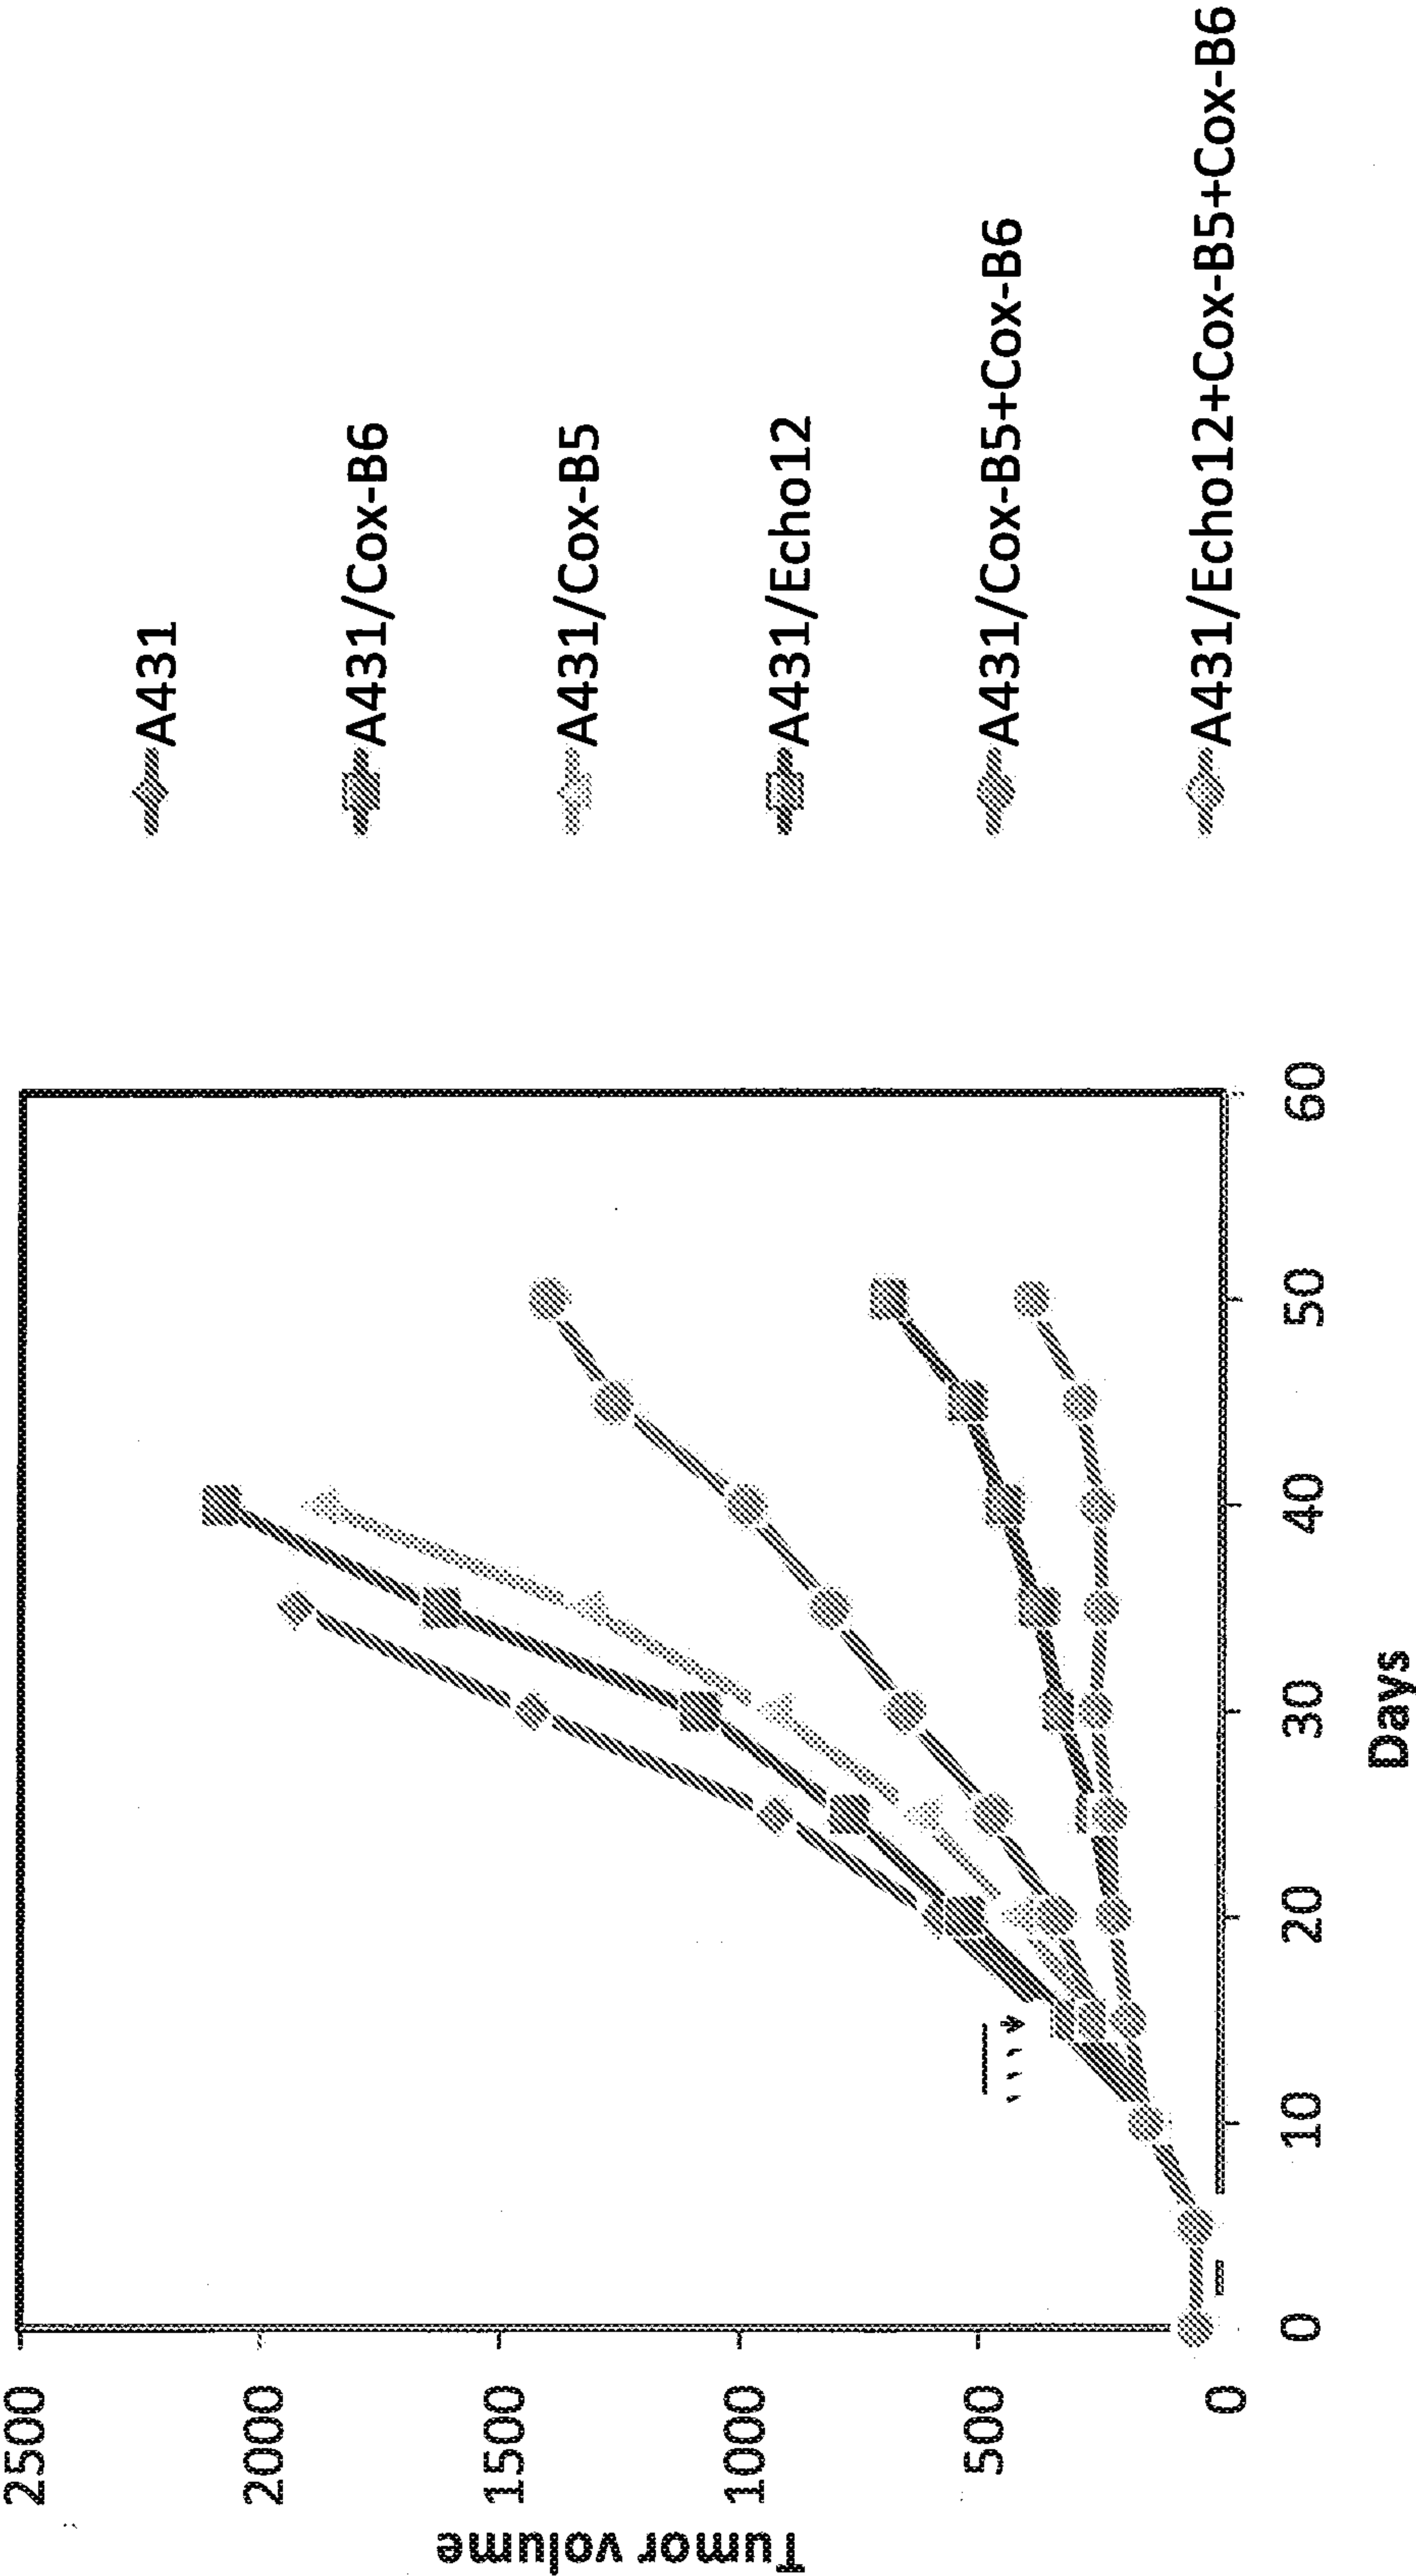 Tumor volume
2500
2000
1500
1000
500
0
0
10
20
30
40
50
60
Days
A431
A431/Cox-B6
A431/Cox-B5
A431/Echo12
A431/Cox-B5+Cox-B6
A431/Echo12+Cox-B5+Cox-B6